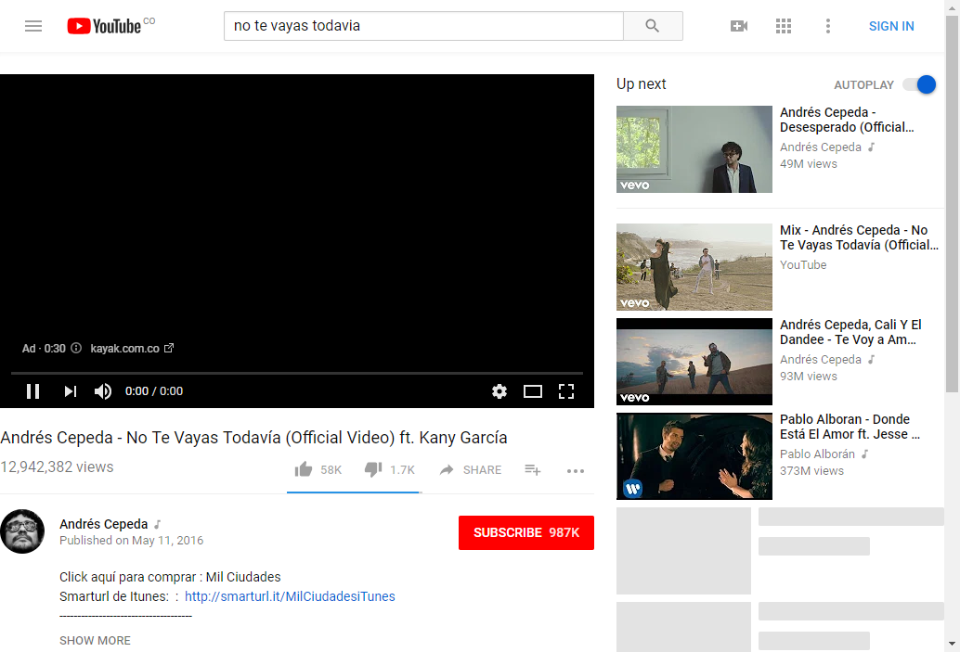 YouTube CO
no te vayas todavia
SIGN IN
Ad · 0:30 kayak.com.co
0:00 / 0:00
Andrés Cepeda - No Te Vayas Todavía (Official Video) ft. Kany García
12,942,382 views
58K
1.7K
SHARE
Andrés Cepeda
Published on May 11, 2016
SUBSCRIBE 987K
Click aquí para comprar : Mil Ciudades
Smarturl de Itunes: : http://smarturl.it/MilCiudadesiTunes
------------------------------------
SHOW MORE
Up next
AUTOPLAY
vevo
Andrés Cepeda -
Desesperado (Official...
Andrés Cepeda
49M views
vevo
Mix - Andrés Cepeda - No
Te Vayas Todavía (Official...
YouTube
vevo
Andrés Cepeda, Cali Y El
Dandee - Te Voy a Am...
Andrés Cepeda
93M views
Pablo Alboran - Donde
Está El Amor ft. Jesse ...
Pablo Alborán
373M views